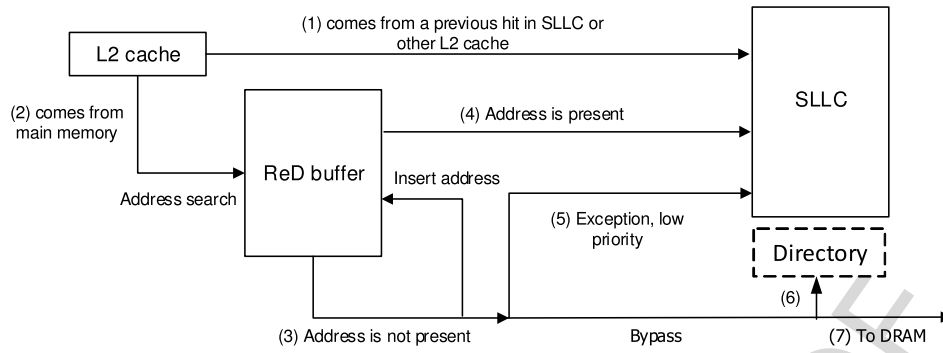 (1) comes from a previous hit in SLLC or
other L2 cache
L2 cache
SLLC
(2) comes from
main memory
(4) Address is present
ReD buffer
Insert address
Address search
(5) Exception, low
priority
Directory
(6)
(3) Address is not present
Bypass
(7) To DRAM